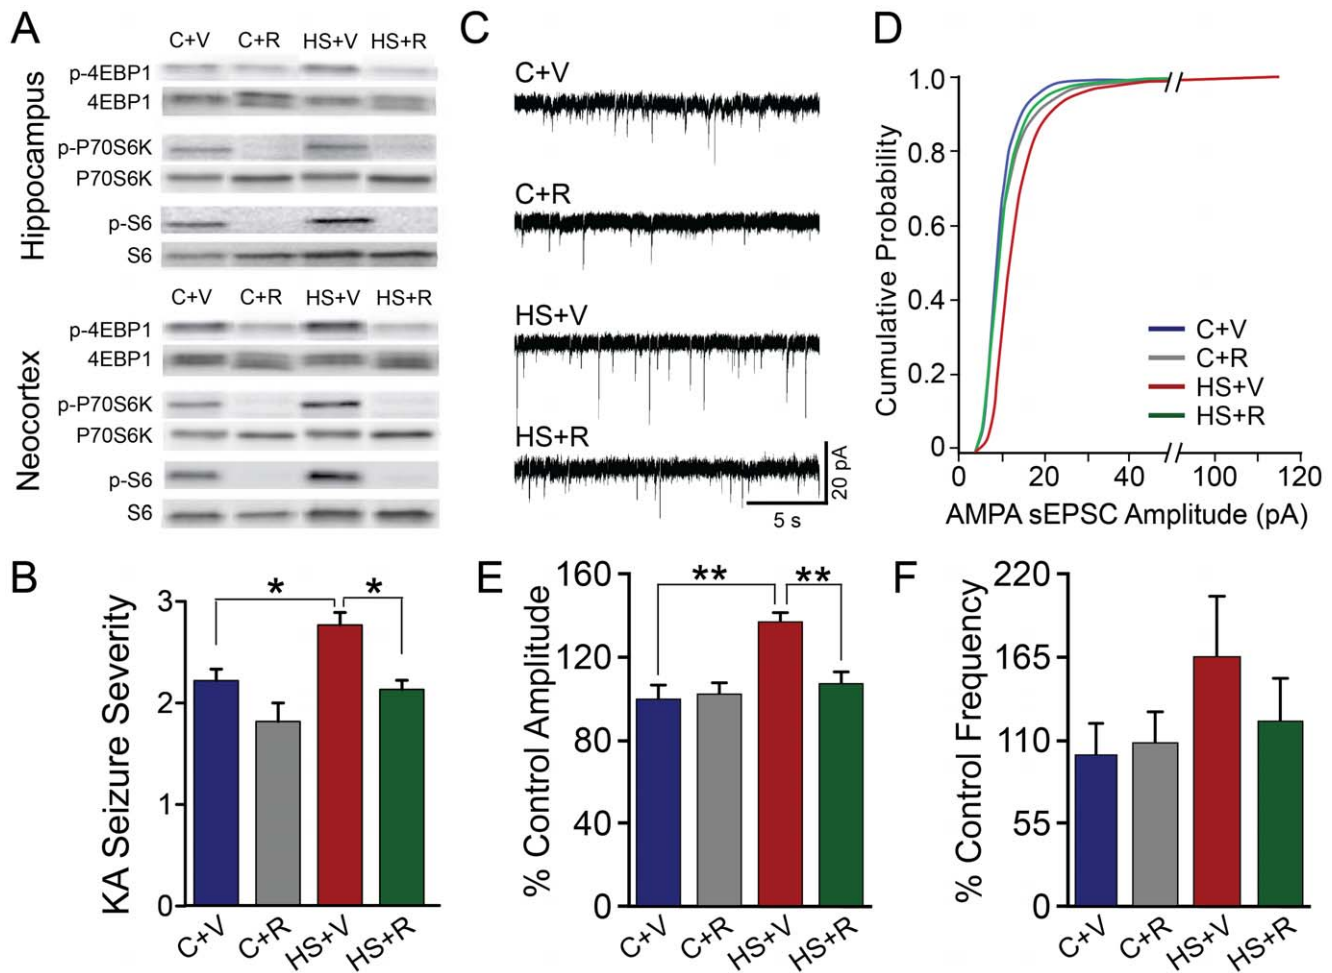 A
C+V C+R HS+V HS+R
Hippocampus
p-4EBP1
4EBP1
p-P70S6K
P70S6K
p-S6
S6
C+V C+R HS+V HS+R
Neocortex
p-4EBP1
4EBP1
p-P70S6K
P70S6K
p-S6
S6
C
C+V
C+R
HS+V
HS+R
20 pA
5 s
D
Cumulative Probability
1.0
0.8
0.6
0.4
0.2
0
C+V
C+R
HS+V
HS+R
0 20 40 100 120
AMPA sEPSC Amplitude (pA)
B
KA Seizure Severity
3
2
1
0
* *
C+V C+R HS+V HS+R
E
% Control Amplitude
160
120
80
40
0
** **
C+V C+R HS+V HS+R
F
% Control Frequency
220
165
110
55
0
C+V C+R HS+V HS+R